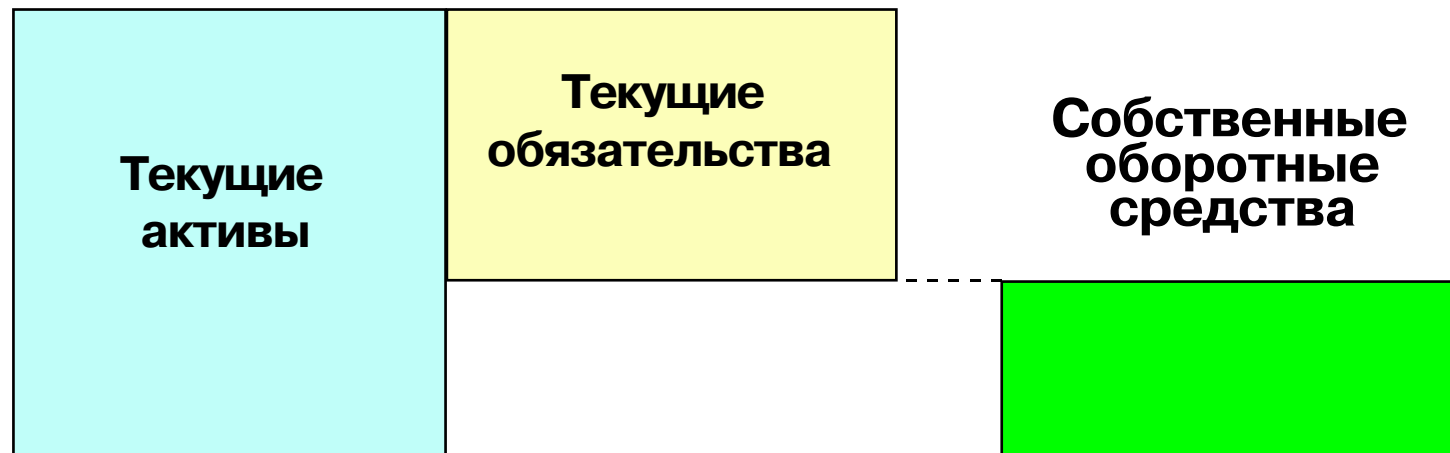 Текущие
активы
Текущие
обязательства
Собственные
оборотные
средства